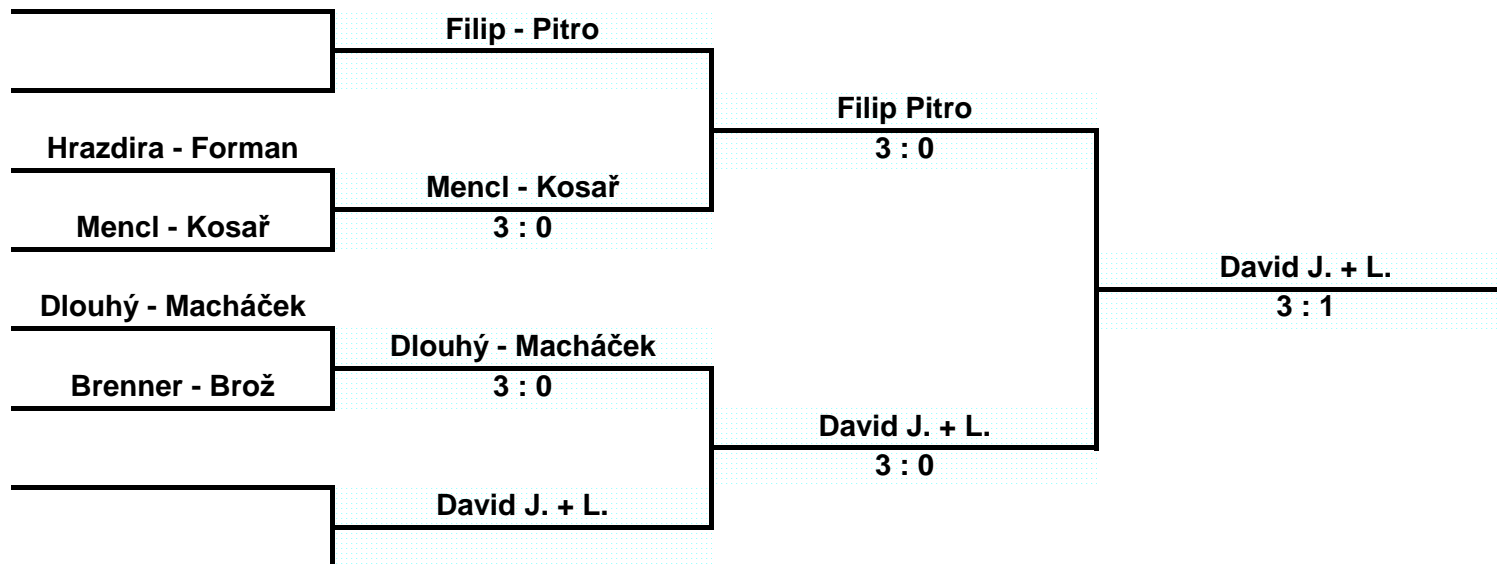 Filip - Pitro
Filip Pitro
3 : 0
Hrazdira - Forman
Mencl - Kosař
3 : 0
Mencl - Kosař
David J. + L.
3 : 1
Dlouhý - Macháček
Dlouhý - Macháček
3 : 0
Brenner - Brož
David J. + L.
3 : 0
David J. + L.